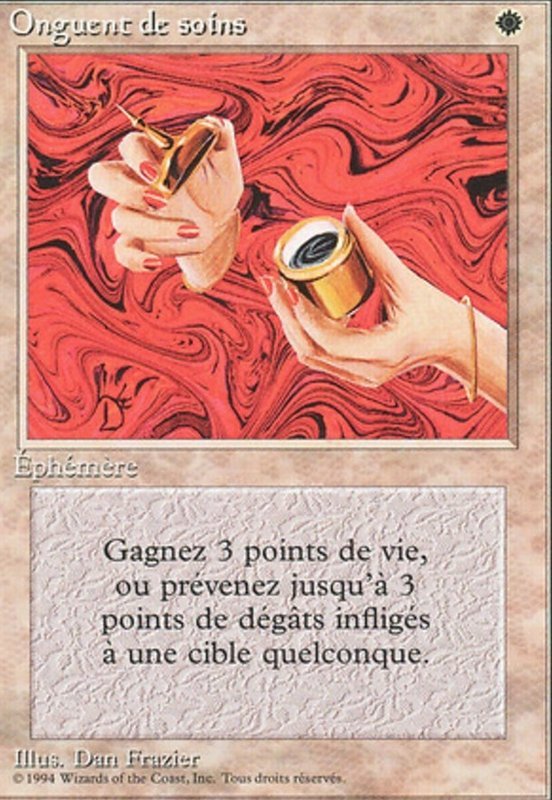 Onguent de soins
Éphémère
Gagnez 3 points de vie,
ou prévenez jusqu'à 3
points de dégâts infligés
à une cible quelconque.
Illus. Dan Frazier
© 1994 Wizards of the Coast, Inc. Tous droits réservés.